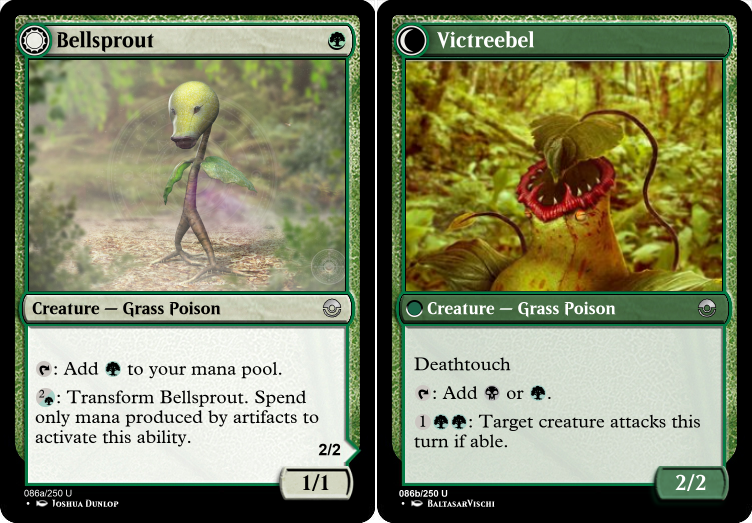 Bellsprout
Creature — Grass Poison
: Add to your mana pool.
2: Transform Bellsprout. Spend
only mana produced by artifacts to
activate this ability.
2/2
1/1
086a/250 U
• Joshua Dunlop
Victreebel
Creature — Grass Poison
Deathtouch
: Add or .
1: Target creature attacks this
turn if able.
2/2
086b/250 U
• BaltasarVischi